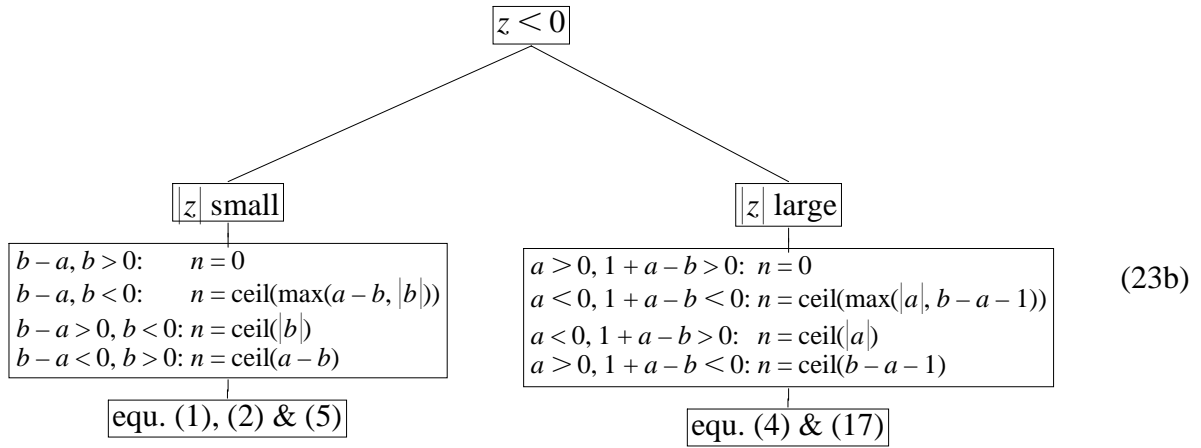 z < 0
|z| small
b – a, b > 0: n = 0
b – a, b < 0: n = ceil(max(a – b, |b|))
b – a > 0, b < 0: n = ceil(|b|)
b – a < 0, b > 0: n = ceil(a – b)
equ. (1), (2) & (5)
|z| large
a > 0, 1 + a – b > 0: n = 0
a < 0, 1 + a – b < 0: n = ceil(max(|a|, b – a – 1))
a < 0, 1 + a – b > 0: n = ceil(|a|)
a > 0, 1 + a – b < 0: n = ceil(b – a – 1)
equ. (4) & (17)
(23b)